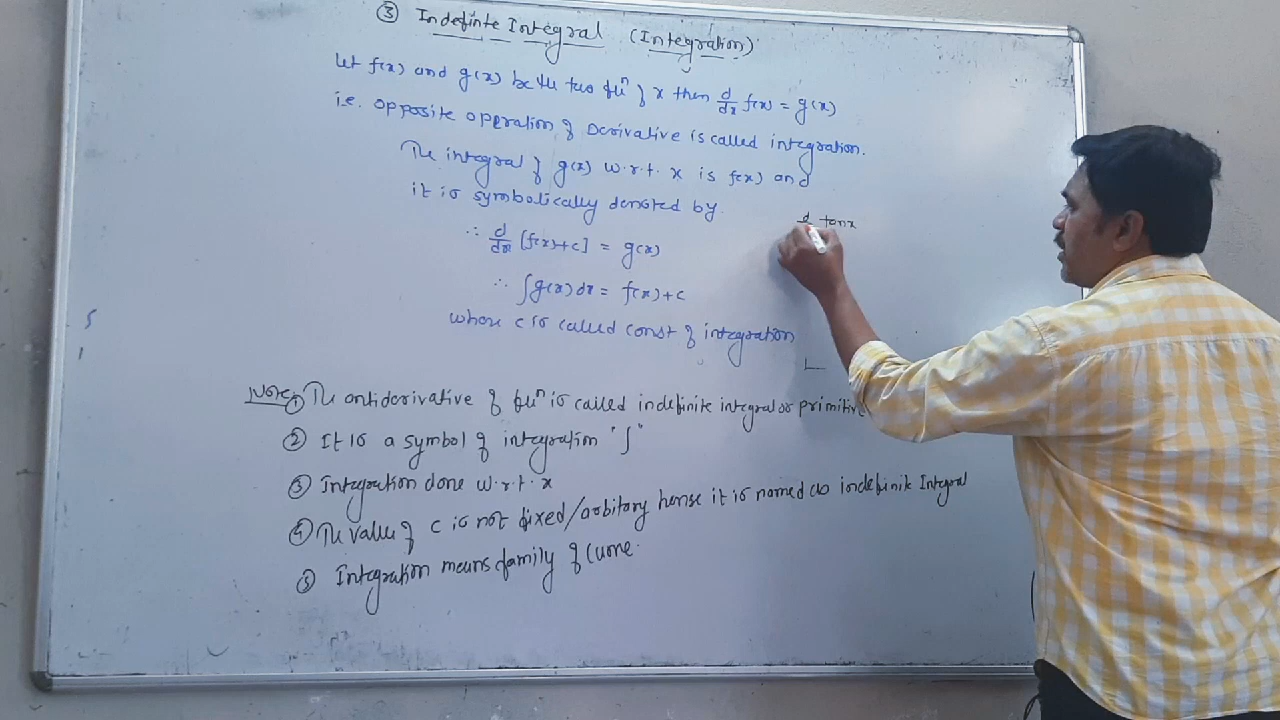 ③ Indefinte Integral (Integration)
Let f(x) and g(x) be the two fuⁿ of x then d/dx f(x) = g(x)
i.e. opposite operation of Derivative is called integration.
The integral of g(x) w.r.t. x is f(x) and
it is symbolically denoted by
d tanx
∴ d/dx [f(x)+c] = g(x)
∴ ∫g(x)dx = f(x)+c
where c is called const of integration
Note ① The antiderivative of fuⁿ is called indefinite integral or primitive
② It is a symbol of integration "∫"
③ Integration done w.r.t. x
④ The value of c is not fixed/arbitory hense it is named as indefinite Integral
⑤ Integration means family of curve.